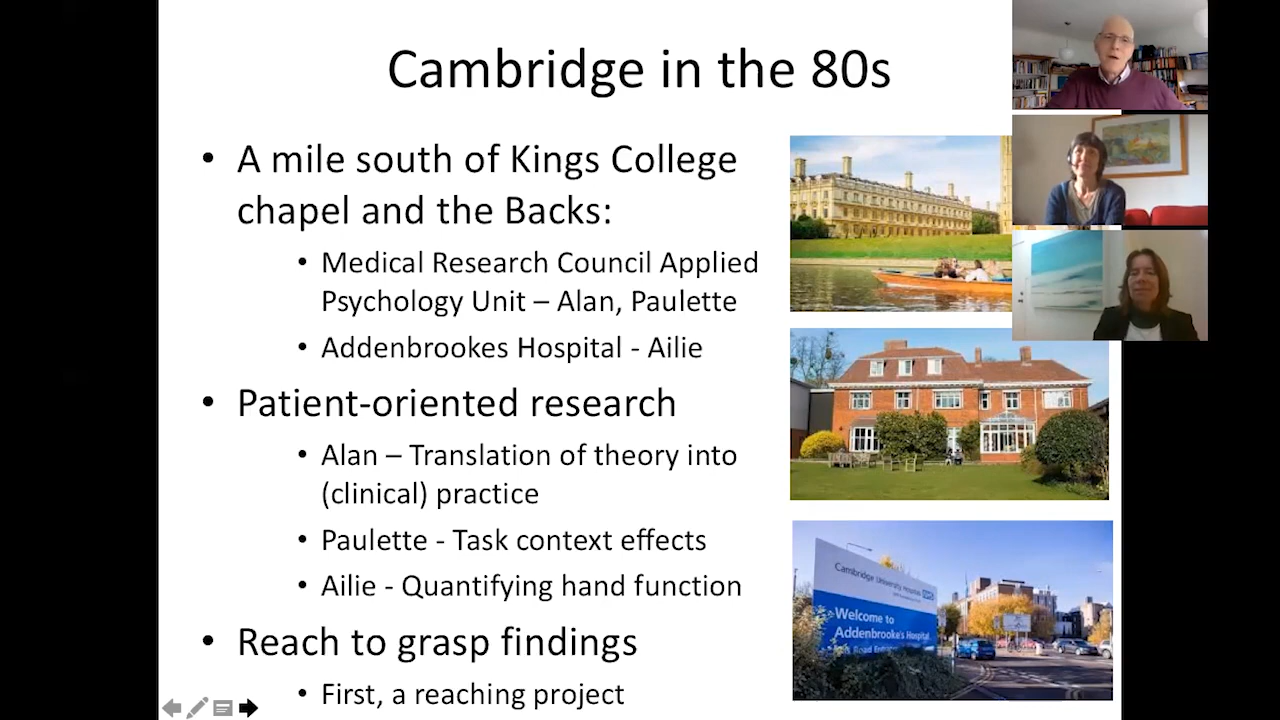 Cambridge in the 80s
• A mile south of Kings College
chapel and the Backs:
• Medical Research Council Applied
Psychology Unit – Alan, Paulette
• Addenbrookes Hospital - Ailie
• Patient-oriented research
• Alan – Translation of theory into
(clinical) practice
• Paulette - Task context effects
• Ailie - Quantifying hand function
• Reach to grasp findings
• First, a reaching project
Cambridge University Hospitals
NHS
Welcome to
Addenbrooke's Hospital